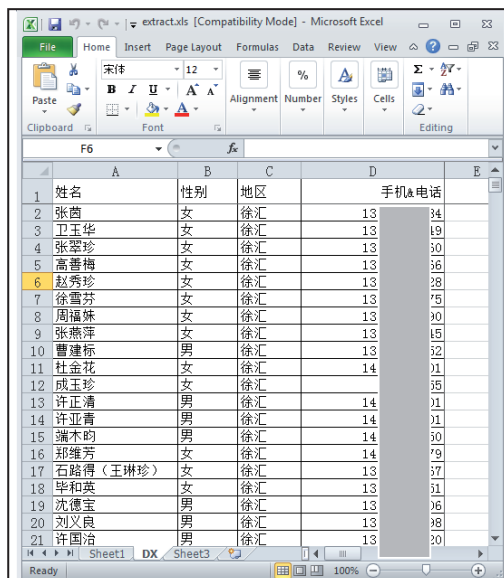 extract.xls [Compatibility Mode] - Microsoft Excel
File Home Insert Page Layout Formulas Data Review View
宋体 12
Paste B I U A A Alignment Number Styles Cells
Clipboard Font Editing
F6 fx
A B C D E
1 姓名 性别 地区 手机&电话
2 张茵 女 徐汇 13 34
3 卫玉华 女 徐汇 13 49
4 张翠珍 女 徐汇 13 60
5 高善梅 女 徐汇 13 66
6 赵秀珍 女 徐汇 13 28
7 徐雪芬 女 徐汇 13 75
8 周福妹 女 徐汇 13 90
9 张燕萍 女 徐汇 13 45
10 曹建标 男 徐汇 13 62
11 杜金花 女 徐汇 14 01
12 成玉珍 女 徐汇 65
13 许正清 男 徐汇 14 01
14 许亚青 男 徐汇 14 01
15 端木昀 男 徐汇 14 50
16 郑维芳 女 徐汇 14 79
17 石路得（王琳珍） 女 徐汇 13 57
18 毕和英 女 徐汇 13 51
19 沈德宝 男 徐汇 13 06
20 刘义良 男 徐汇 13 98
21 许国治 男 徐汇 13 20
Sheet1 DX Sheet3
Ready 100%